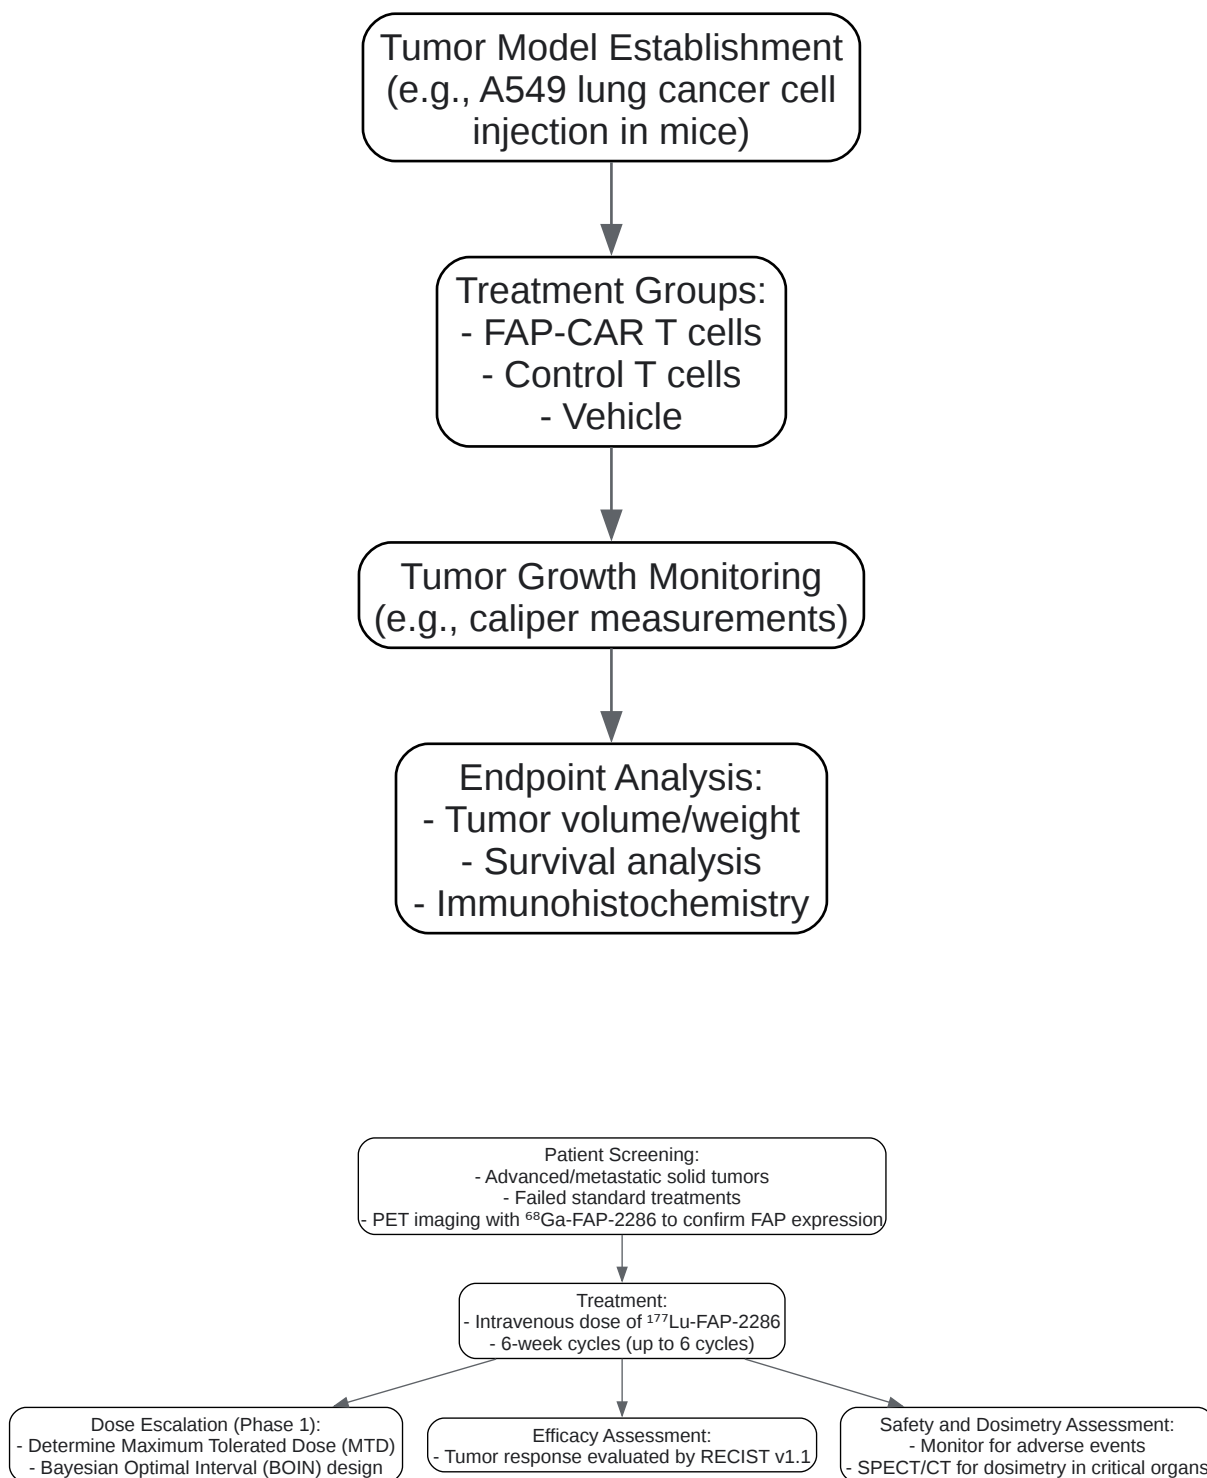 Tumor Model Establishment
(e.g., A549 lung cancer cell
injection in mice)
Treatment Groups:
- FAP-CAR T cells
- Control T cells
- Vehicle
Tumor Growth Monitoring
(e.g., caliper measurements)
Endpoint Analysis:
- Tumor volume/weight
- Survival analysis
- Immunohistochemistry
Patient Screening:
- Advanced/metastatic solid tumors
- Failed standard treatments
- PET imaging with ⁶⁸Ga-FAP-2286 to confirm FAP expression
Treatment:
- Intravenous dose of ¹⁷⁷Lu-FAP-2286
- 6-week cycles (up to 6 cycles)
Dose Escalation (Phase 1):
- Determine Maximum Tolerated Dose (MTD)
- Bayesian Optimal Interval (BOIN) design
Efficacy Assessment:
- Tumor response evaluated by RECIST v1.1
Safety and Dosimetry Assessment:
- Monitor for adverse events
- SPECT/CT for dosimetry in critical organs